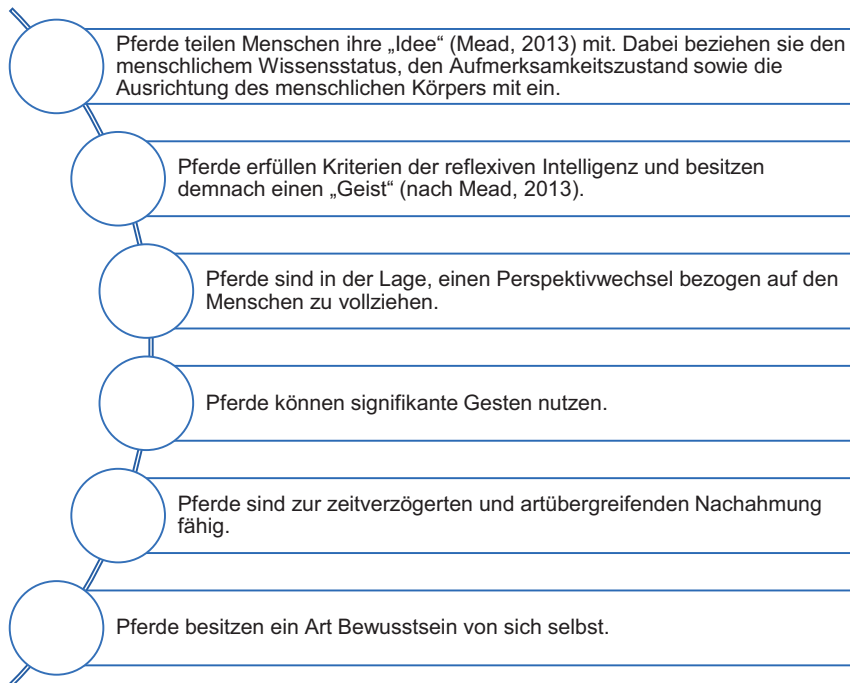 Pferde teilen Menschen ihre „Idee“ (Mead, 2013) mit. Dabei beziehen sie den
menschlichem Wissensstatus, den Aufmerksamkeitszustand sowie die
Ausrichtung des menschlichen Körpers mit ein.
Pferde erfüllen Kriterien der reflexiven Intelligenz und besitzen
demnach einen „Geist“ (nach Mead, 2013).
Pferde sind in der Lage, einen Perspektivwechsel bezogen auf den
Menschen zu vollziehen.
Pferde können signifikante Gesten nutzen.
Pferde sind zur zeitverzögerten und artübergreifenden Nachahmung
fähig.
Pferde besitzen ein Art Bewusstsein von sich selbst.